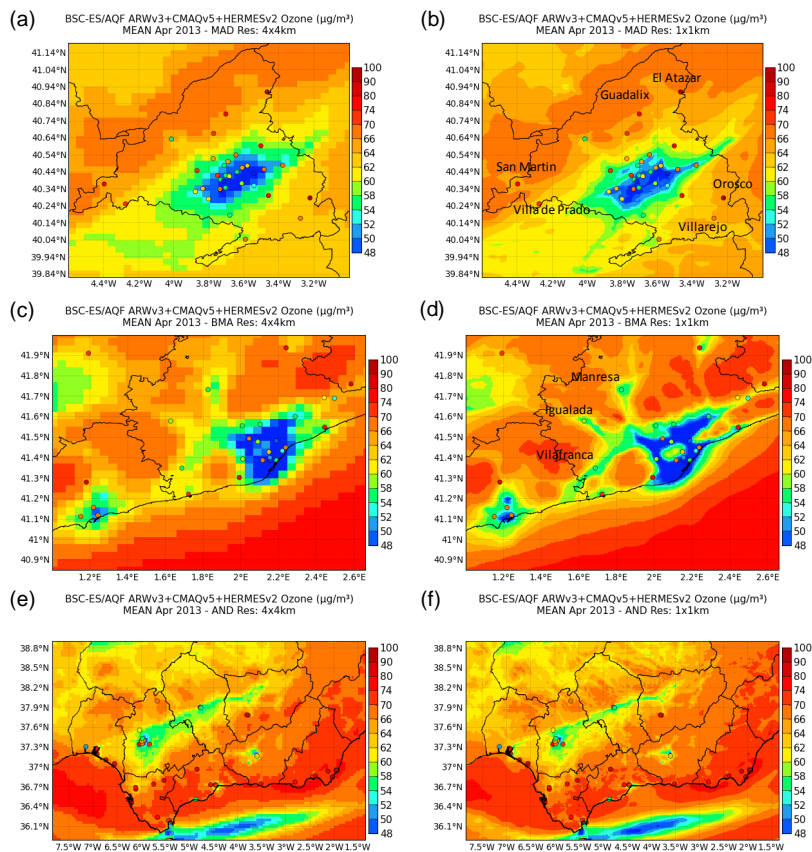 (a)
BSC-ES/AQF ARWv3+CMAQv5+HERMESv2 Ozone (µg/m³)
MEAN Apr 2013 - MAD Res: 4x4km
41.14°N
41.04°N
40.94°N
40.84°N
40.74°N
40.64°N
40.54°N
40.44°N
40.34°N
40.24°N
40.14°N
40.04°N
39.94°N
39.84°N
4.4°W 4.2°W 4°W 3.8°W 3.6°W 3.4°W 3.2°W
100
90
80
74
70
66
64
62
60
58
54
52
50
48
(b)
BSC-ES/AQF ARWv3+CMAQv5+HERMESv2 Ozone (µg/m³)
MEAN Apr 2013 - MAD Res: 1x1km
41.14°N
41.04°N
40.94°N
40.84°N
40.74°N
40.64°N
40.54°N
40.44°N
40.34°N
40.24°N
40.14°N
40.04°N
39.94°N
39.84°N
El Atazar
Guadalix
San Martin
Orosco
Villa de Prado
Villarejo
4.4°W 4.2°W 4°W 3.8°W 3.6°W 3.4°W 3.2°W
100
90
80
74
70
66
64
62
60
58
54
52
50
48
(c)
BSC-ES/AQF ARWv3+CMAQv5+HERMESv2 Ozone (µg/m³)
MEAN Apr 2013 - BMA Res: 4x4km
41.9°N
41.8°N
41.7°N
41.6°N
41.5°N
41.4°N
41.3°N
41.2°N
41.1°N
41°N
40.9°N
1.2°E 1.4°E 1.6°E 1.8°E 2°E 2.2°E 2.4°E 2.6°E
100
90
80
74
70
66
64
62
60
58
54
52
50
48
(d)
BSC-ES/AQF ARWv3+CMAQv5+HERMESv2 Ozone (µg/m³)
MEAN Apr 2013 - BMA Res: 1x1km
41.9°N
41.8°N
41.7°N
41.6°N
41.5°N
41.4°N
41.3°N
41.2°N
41.1°N
41°N
40.9°N
Manresa
Igualada
Vilafranca
1.2°E 1.4°E 1.6°E 1.8°E 2°E 2.2°E 2.4°E 2.6°E
100
90
80
74
70
66
64
62
60
58
54
52
50
48
(e)
BSC-ES/AQF ARWv3+CMAQv5+HERMESv2 Ozone (µg/m³)
MEAN Apr 2013 - AND Res: 4x4km
38.8°N
38.5°N
38.2°N
37.9°N
37.6°N
37.3°N
37°N
36.7°N
36.4°N
36.1°N
7.5°W 7°W 6.5°W 6°W 5.5°W 5°W 4.5°W 4°W 3.5°W 3°W 2.5°W 2°W 1.5°W
100
90
80
74
70
66
64
62
60
58
54
52
50
48
(f)
BSC-ES/AQF ARWv3+CMAQv5+HERMESv2 Ozone (µg/m³)
MEAN Apr 2013 - AND Res: 1x1km
38.8°N
38.5°N
38.2°N
37.9°N
37.6°N
37.3°N
37°N
36.7°N
36.4°N
36.1°N
7.5°W 7°W 6.5°W 6°W 5.5°W 5°W 4.5°W 4°W 3.5°W 3°W 2.5°W 2°W 1.5°W
100
90
80
74
70
66
64
62
60
58
54
52
50
48